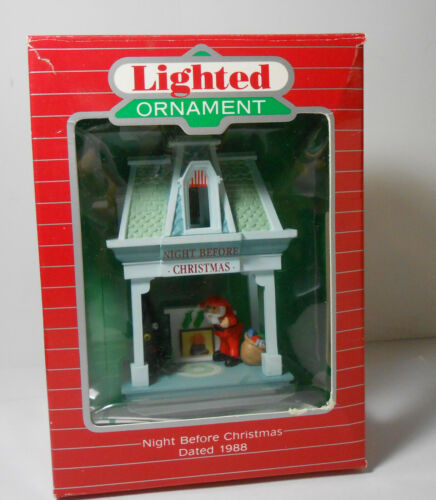 Lighted
ORNAMENT
NIGHT BEFORE
· CHRISTMAS ·
Night Before Christmas
Dated 1988